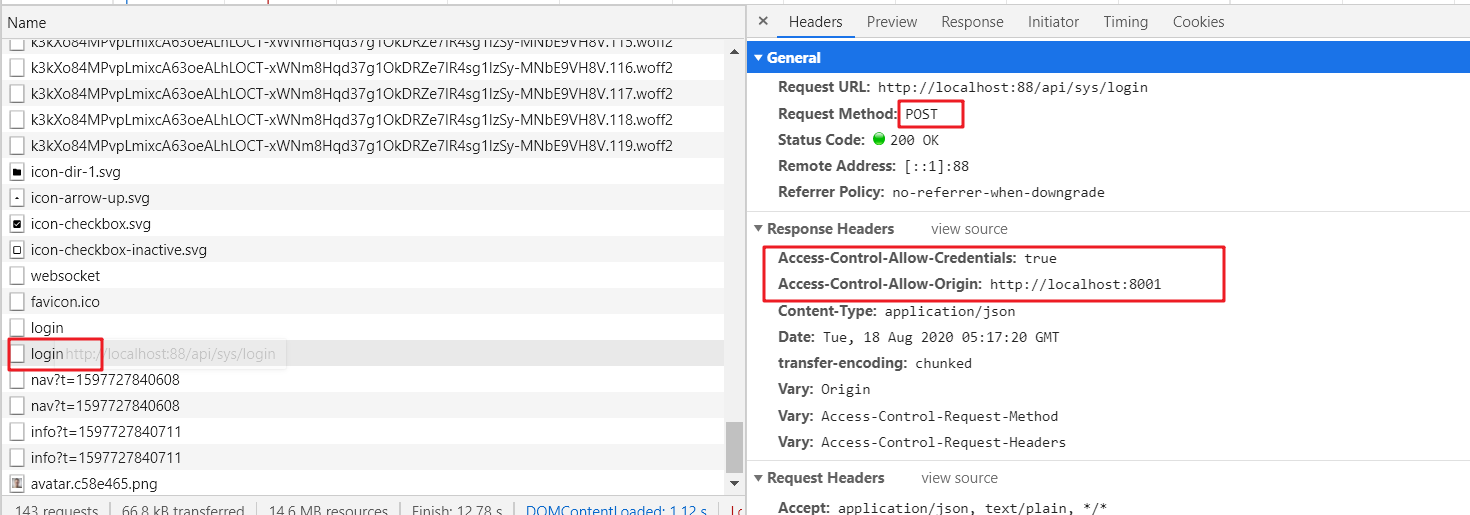 Name
k3kXo84MPvpLmixcA63oeALhLOCT-xWNm8Hqd37g1OkDRZe7lR4sg1IzSy-MNbE9VH8V.115.woff2
k3kXo84MPvpLmixcA63oeALhLOCT-xWNm8Hqd37g1OkDRZe7lR4sg1IzSy-MNbE9VH8V.116.woff2
k3kXo84MPvpLmixcA63oeALhLOCT-xWNm8Hqd37g1OkDRZe7lR4sg1IzSy-MNbE9VH8V.117.woff2
k3kXo84MPvpLmixcA63oeALhLOCT-xWNm8Hqd37g1OkDRZe7lR4sg1IzSy-MNbE9VH8V.118.woff2
k3kXo84MPvpLmixcA63oeALhLOCT-xWNm8Hqd37g1OkDRZe7lR4sg1IzSy-MNbE9VH8V.119.woff2
icon-dir-1.svg
icon-arrow-up.svg
icon-checkbox.svg
icon-checkbox-inactive.svg
websocket
favicon.ico
login
login http://localhost:88/api/sys/login
nav?t=1597727840608
nav?t=1597727840608
info?t=1597727840711
info?t=1597727840711
avatar.c58e465.png
143 requests 66.8 kB transferred 14.6 MB resources Finish: 12.78 s DOMContentLoaded: 1.12 s
Headers Preview Response Initiator Timing Cookies
General
Request URL: http://localhost:88/api/sys/login
Request Method: POST
Status Code: 200 OK
Remote Address: [::1]:88
Referrer Policy: no-referrer-when-downgrade
Response Headers view source
Access-Control-Allow-Credentials: true
Access-Control-Allow-Origin: http://localhost:8001
Content-Type: application/json
Date: Tue, 18 Aug 2020 05:17:20 GMT
transfer-encoding: chunked
Vary: Origin
Vary: Access-Control-Request-Method
Vary: Access-Control-Request-Headers
Request Headers view source
Accept: application/json, text/plain, */*